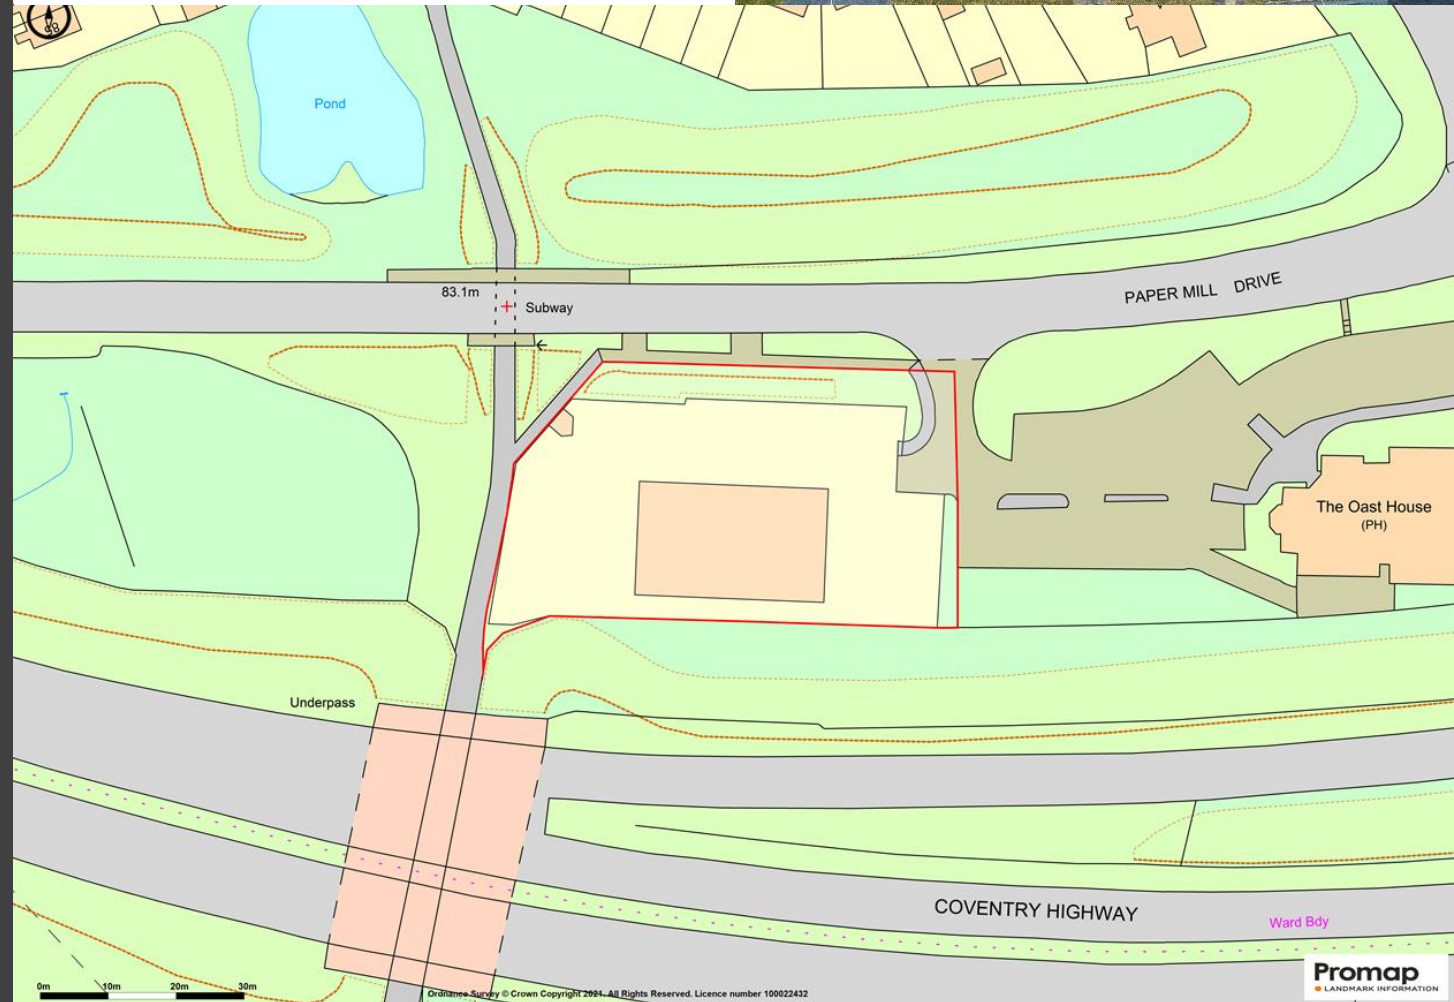 Pond
83.1m
Subway
PAPER MILL DRIVE
The Oast House
(PH)
Underpass
COVENTRY HIGHWAY
Ward Bdy
0m 10m 20m 30m
Ordnance Survey © Crown Copyright 2021. All Rights Reserved. Licence number 100022432
Promap
LANDMARK INFORMATION